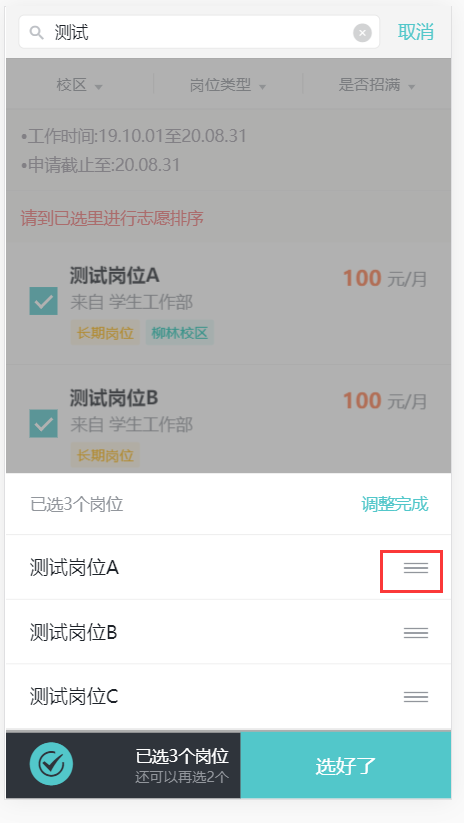 测试 取消
校区 岗位类型 是否招满
•工作时间:19.10.01至20.08.31
•申请截止至:20.08.31
请到已选里进行志愿排序
测试岗位A 100 元/月
来自 学生工作部
长期岗位 柳林校区
测试岗位B 100 元/月
来自 学生工作部
长期岗位
已选3个岗位 调整完成
测试岗位A
测试岗位B
测试岗位C
已选3个岗位 选好了
还可以再选2个